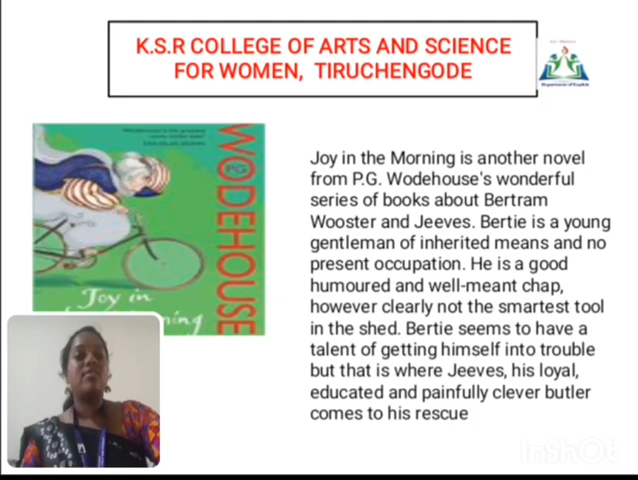 K.S.R COLLEGE OF ARTS AND SCIENCE
FOR WOMEN, TIRUCHENGODE
Department of English
WODEHOUSE
PG
Joy in
Joy in the Morning is another novel
from P.G. Wodehouse's wonderful
series of books about Bertram
Wooster and Jeeves. Bertie is a young
gentleman of inherited means and no
present occupation. He is a good
humoured and well-meant chap,
however clearly not the smartest tool
in the shed. Bertie seems to have a
talent of getting himself into trouble
but that is where Jeeves, his loyal,
educated and painfully clever butler
comes to his rescue
InShOt